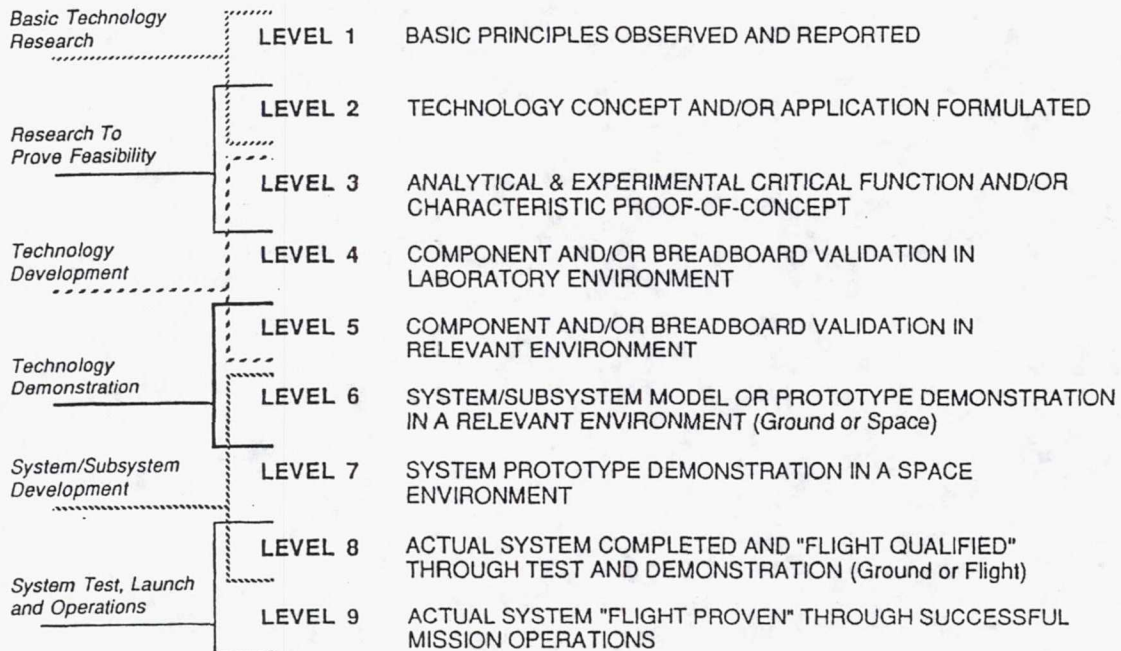 Basic Technology
Research
LEVEL 1 BASIC PRINCIPLES OBSERVED AND REPORTED
LEVEL 2 TECHNOLOGY CONCEPT AND/OR APPLICATION FORMULATED
Research To
Prove Feasibility
LEVEL 3 ANALYTICAL & EXPERIMENTAL CRITICAL FUNCTION AND/OR
CHARACTERISTIC PROOF-OF-CONCEPT
Technology
Development
LEVEL 4 COMPONENT AND/OR BREADBOARD VALIDATION IN
LABORATORY ENVIRONMENT
LEVEL 5 COMPONENT AND/OR BREADBOARD VALIDATION IN
RELEVANT ENVIRONMENT
Technology
Demonstration
LEVEL 6 SYSTEM/SUBSYSTEM MODEL OR PROTOTYPE DEMONSTRATION
IN A RELEVANT ENVIRONMENT (Ground or Space)
System/Subsystem
Development
LEVEL 7 SYSTEM PROTOTYPE DEMONSTRATION IN A SPACE
ENVIRONMENT
LEVEL 8 ACTUAL SYSTEM COMPLETED AND "FLIGHT QUALIFIED"
THROUGH TEST AND DEMONSTRATION (Ground or Flight)
System Test, Launch
and Operations
LEVEL 9 ACTUAL SYSTEM "FLIGHT PROVEN" THROUGH SUCCESSFUL
MISSION OPERATIONS